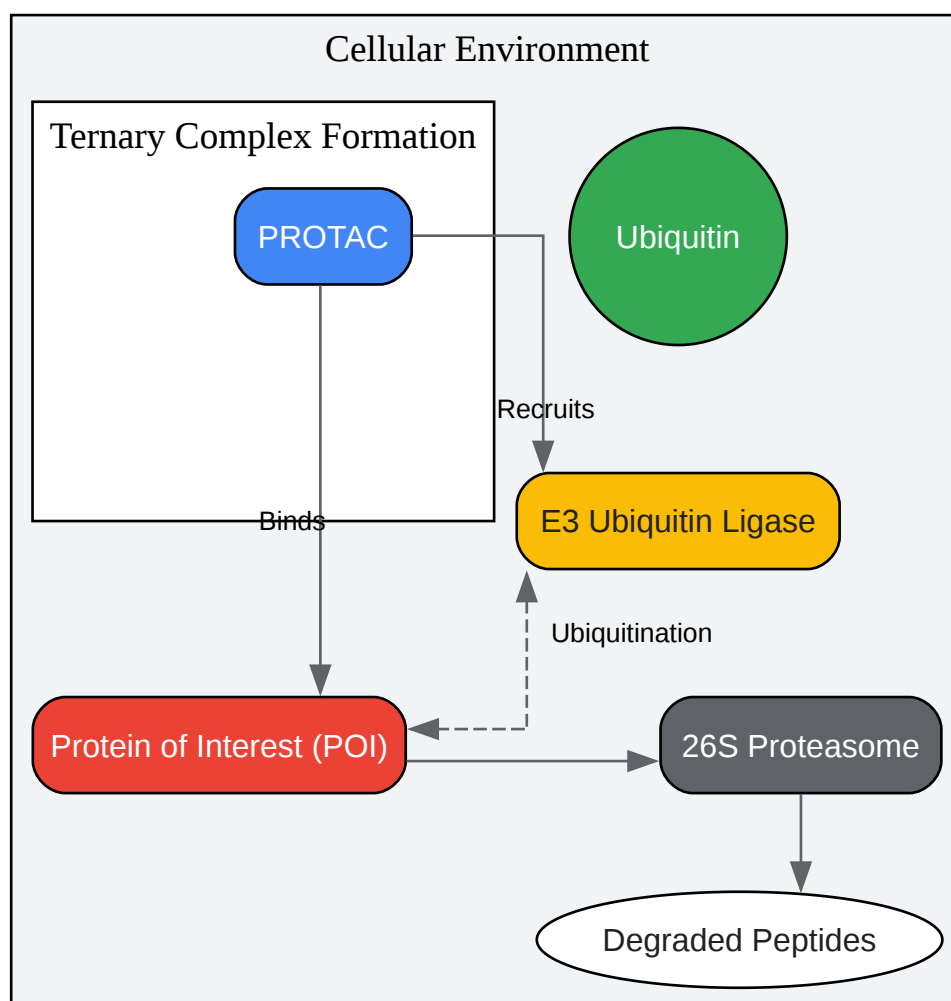 Cellular Environment
Ternary Complex Formation
PROTAC
Ubiquitin
Recruits
Binds
E3 Ubiquitin Ligase
Ubiquitination
Protein of Interest (POI)
26S Proteasome
Degraded Peptides